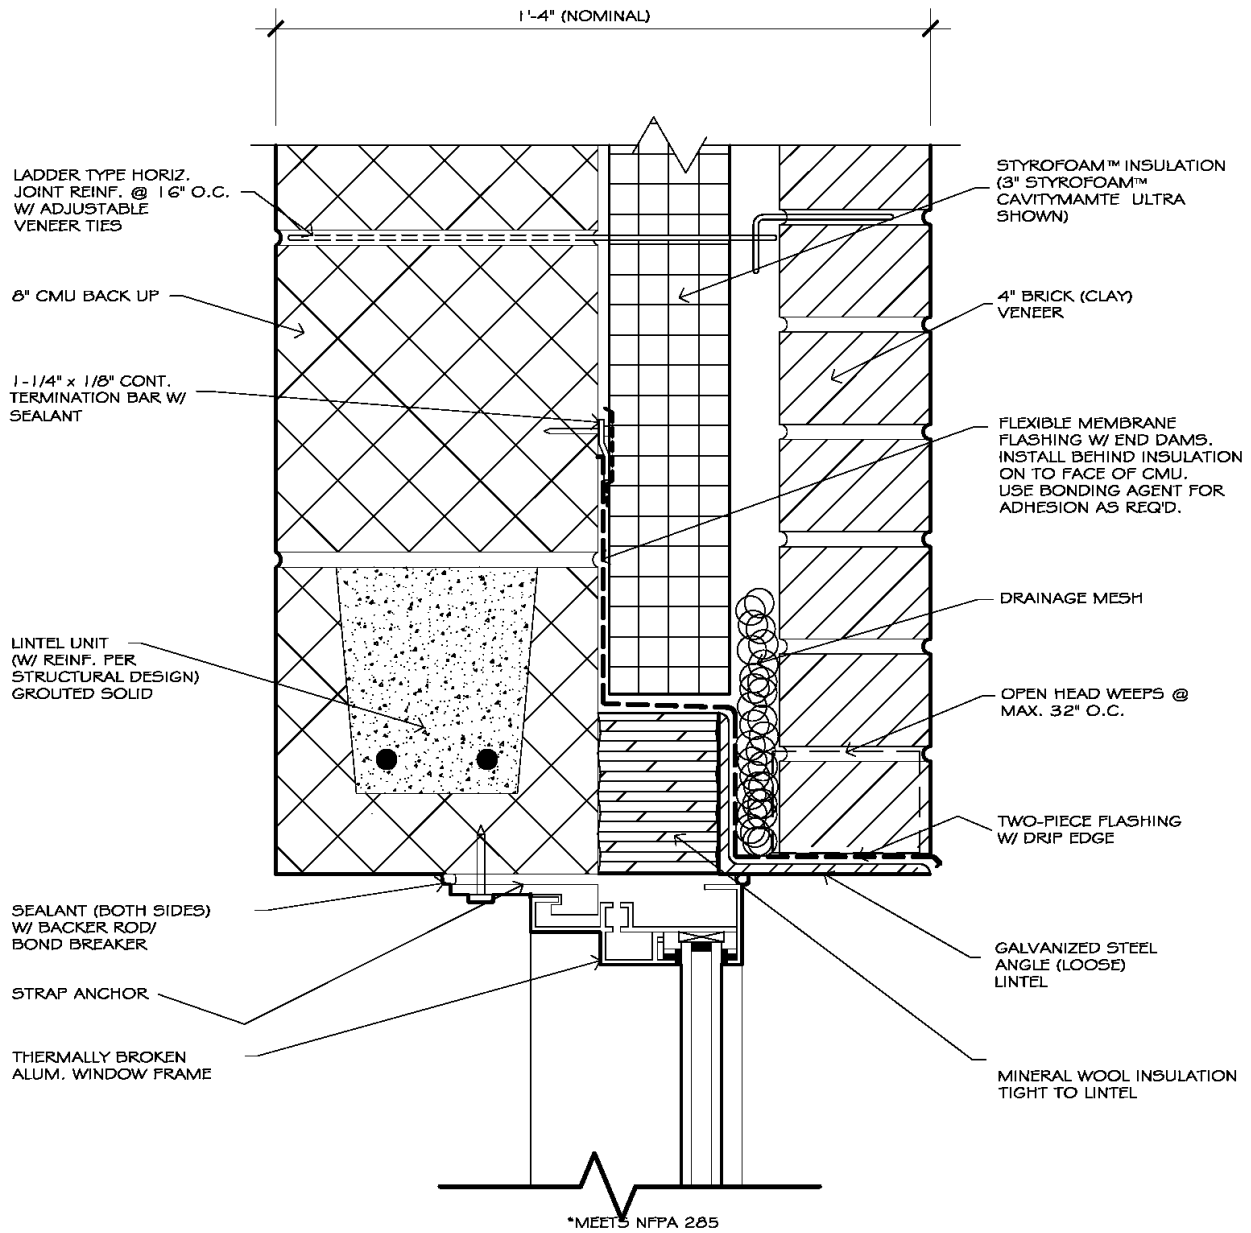 1'-4" (NOMINAL)
LADDER TYPE HORIZ.
JOINT REINF. @ 16" O.C.
W/ ADJUSTABLE
VENEER TIES
8" CMU BACK UP
1-1/4" x 1/8" CONT.
TERMINATION BAR W/
SEALANT
LINTEL UNIT
(W/ REINF. PER
STRUCTURAL DESIGN)
GROUTED SOLID
SEALANT (BOTH SIDES)
W/ BACKER ROD/
BOND BREAKER
STRAP ANCHOR
THERMALLY BROKEN
ALUM. WINDOW FRAME
STYROFOAM™ INSULATION
(3" STYROFOAM™
CAVITYMAMTE ULTRA
SHOWN)
4" BRICK (CLAY)
VENEER
FLEXIBLE MEMBRANE
FLASHING W/ END DAMS.
INSTALL BEHIND INSULATION
ON TO FACE OF CMU.
USE BONDING AGENT FOR
ADHESION AS REQ'D.
DRAINAGE MESH
OPEN HEAD WEEPS @
MAX. 32" O.C.
TWO-PIECE FLASHING
W/ DRIP EDGE
GALVANIZED STEEL
ANGLE (LOOSE)
LINTEL
MINERAL WOOL INSULATION
TIGHT TO LINTEL
*MEETS NFPA 285